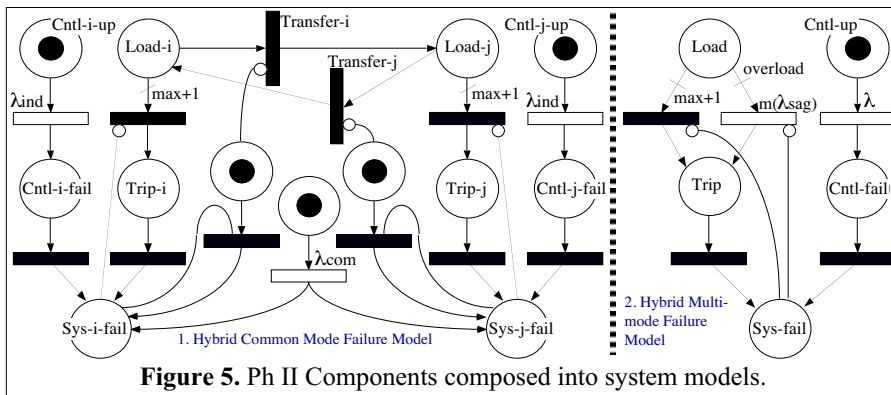 Cntl-i-up
Load-i
Transfer-i
Load-j
Cntl-j-up
Load
Cntl-up
Transfer-j
overload
λind
max+1
max+1
λind
max+1
m(λsag)
λ
Cntl-i-fail
Trip-i
Trip-j
Cntl-j-fail
Trip
Cntl-fail
λcom
Sys-i-fail
1. Hybrid Common Mode Failure Model
Sys-j-fail
2. Hybrid Multi-
mode Failure
Model
Sys-fail
Figure 5. Ph II Components composed into system models.